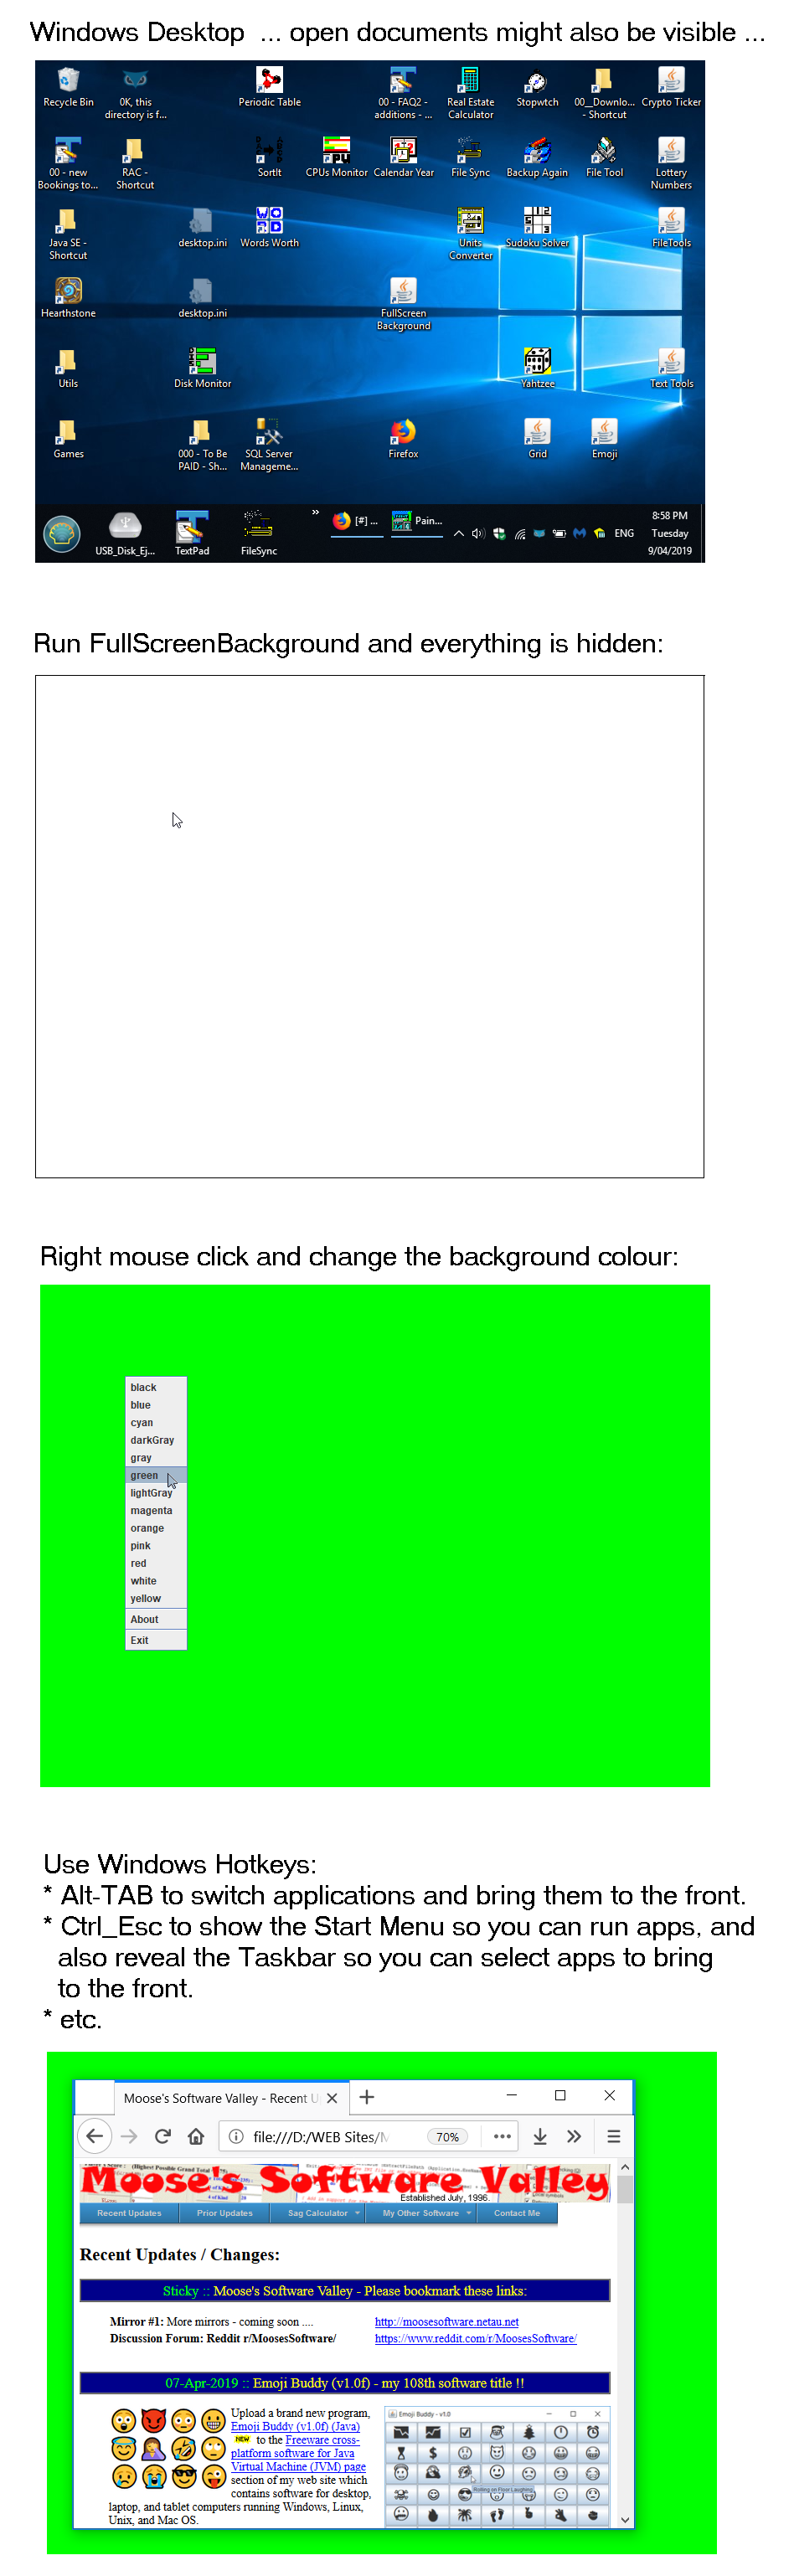 Windows Desktop ... open documents might also be visible ...
Recycle Bin
0K, this
directory is f...
Periodic Table
00 - FAQ2 -
additions - ...
Real Estate
Calculator
Stopwtch
00__Downlo...
- Shortcut
Crypto Ticker
00 - new
Bookings to...
RAC -
Shortcut
SortIt
CPUs Monitor
Calendar Year
File Sync
Backup Again
File Tool
Lottery
Numbers
Java SE -
Shortcut
desktop.ini
Words Worth
Units
Converter
Sudoku Solver
FileTools
Hearthstone
desktop.ini
FullScreen
Background
Utils
Disk Monitor
Yahtzee
Text Tools
Games
000 - To Be
PAID - Sh...
SQL Server
Manageme...
Firefox
Grid
Emoji
USB_Disk_Ej...
TextPad
FileSync
»
[#] ...
Pain...
ENG
8:58 PM
Tuesday
9/04/2019
Run FullScreenBackground and everything is hidden:
Right mouse click and change the background colour:
black
blue
cyan
darkGray
gray
green
lightGray
magenta
orange
pink
red
white
yellow
About
Exit
Use Windows Hotkeys:
* Alt-TAB to switch applications and bring them to the front.
* Ctrl_Esc to show the Start Menu so you can run apps, and
also reveal the Taskbar so you can select apps to bring
to the front.
* etc.
Moose's Software Valley - Recent U
file:///D:/WEB Sites/M
70%
Moose's Software Valley
Established July, 1996.
Recent Updates
Prior Updates
Sag Calculator
My Other Software
Contact Me
Recent Updates / Changes:
Sticky :: Moose's Software Valley - Please bookmark these links:
Mirror #1: More mirrors - coming soon .... http://moosesoftware.netau.net
Discussion Forum: Reddit r/MoosesSoftware/ https://www.reddit.com/r/MoosesSoftware/
07-Apr-2019 :: Emoji Buddy (v1.0f) - my 108th software title !!
Upload a brand new program,
Emoji Buddy (v1.0f) (Java)
NEW to the Freeware cross-
platform software for Java
Virtual Machine (JVM) page
section of my web site which
contains software for desktop,
laptop, and tablet computers running Windows, Linux,
Unix, and Mac OS.
Emoji Buddy - v1.0
Rolling on Floor Laughing